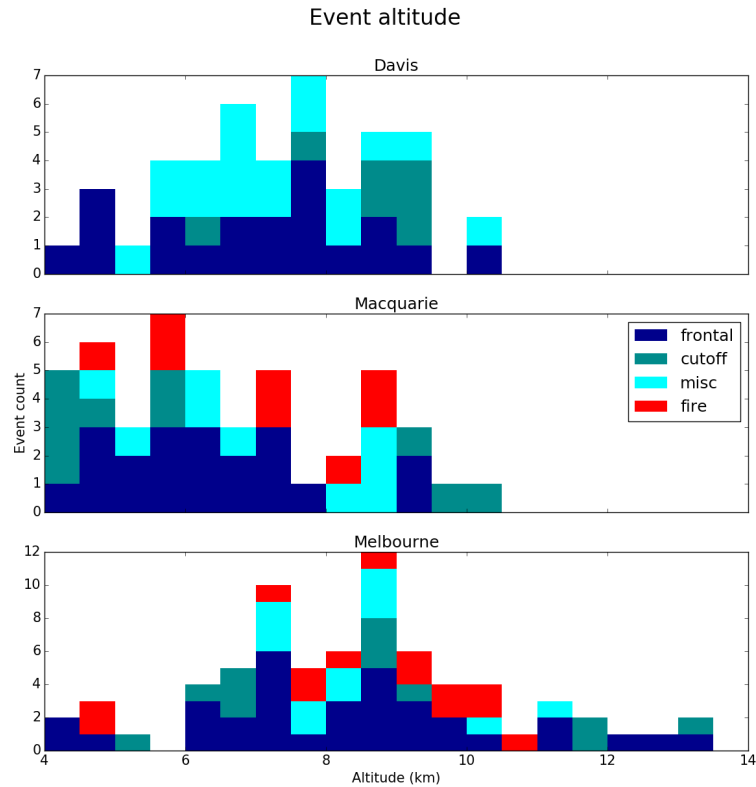 Event altitude
Davis
7
6
5
4
3
2
1
0
Macquarie
7
6
5
4
3
2
1
0
Event count
frontal
cutoff
misc
fire
Melbourne
12
10
8
6
4
2
0
4 6 8 10 12 14
Altitude (km)